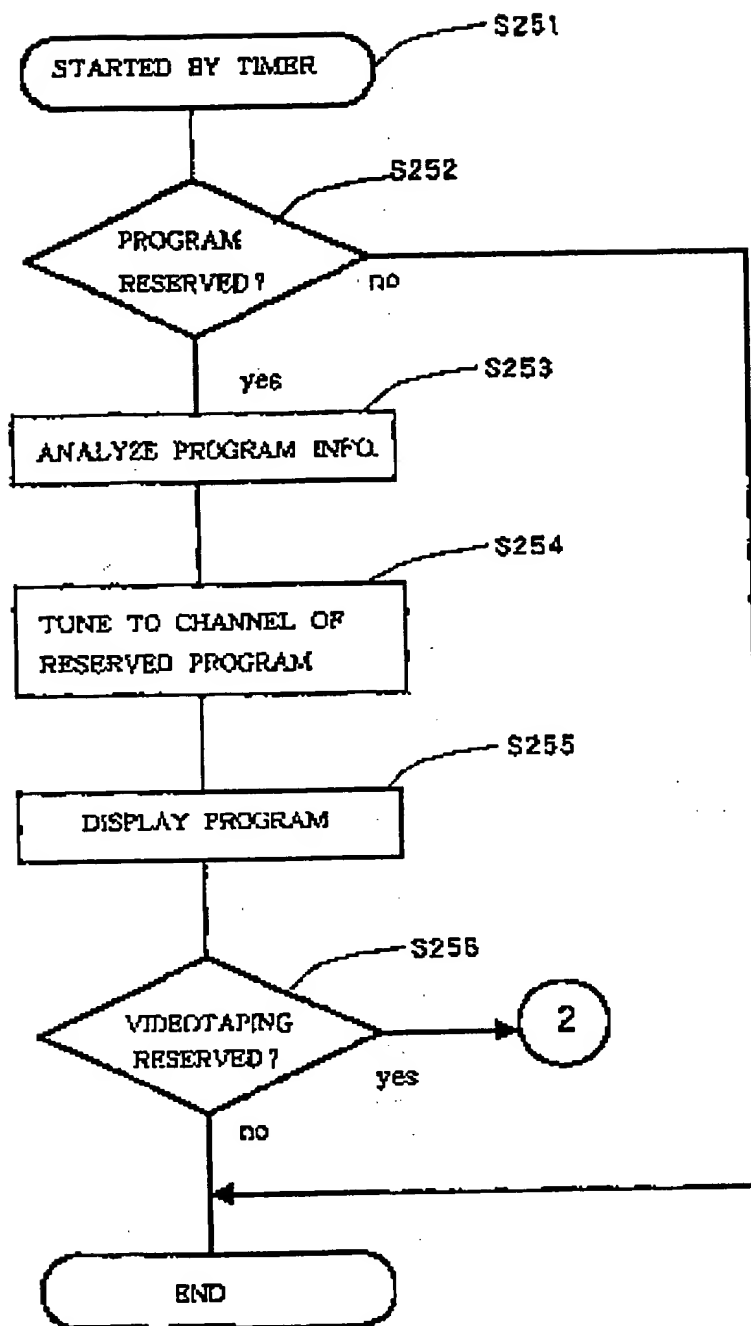 S251
STARTED BY TIMER
S252
PROGRAM
RESERVED?
no
yes
S253
ANALYZE PROGRAM INFO.
S254
TUNE TO CHANNEL OF
RESERVED PROGRAM
S255
DISPLAY PROGRAM
S256
VIDEOTAPING
RESERVED?
2
yes
no
END